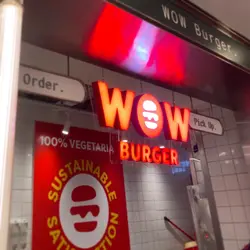 WOW Burger.
Order.
WOW
BURGER
Pick Up.
100% VEGETARIA
SUSTAINABLE
SATISFACTION